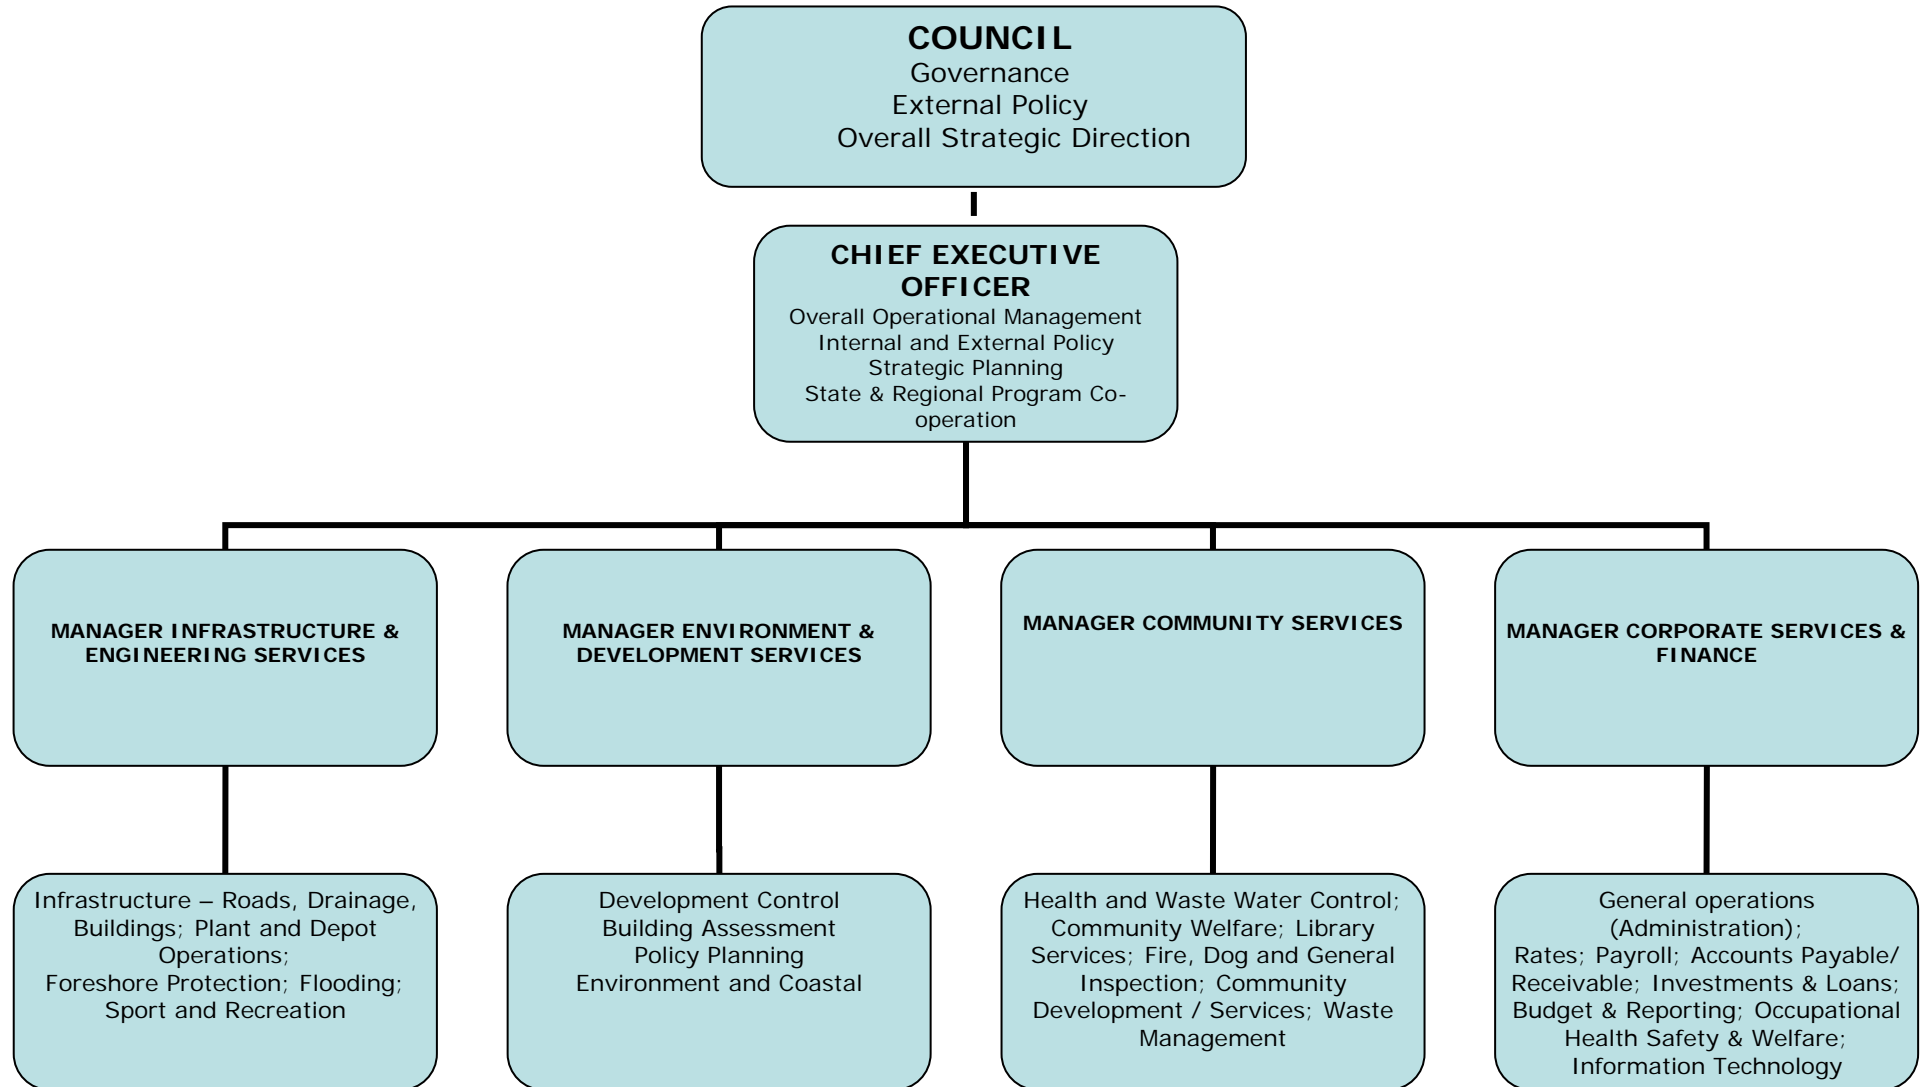 COUNCIL
Governance
External Policy
Overall Strategic Direction
CHIEF EXECUTIVE
OFFICER
Overall Operational Management
Internal and External Policy
Strategic Planning
State & Regional Program Co-
operation
MANAGER INFRASTRUCTURE &
ENGINEERING SERVICES
MANAGER ENVIRONMENT &
DEVELOPMENT SERVICES
MANAGER COMMUNITY SERVICES
MANAGER CORPORATE SERVICES &
FINANCE
Infrastructure – Roads, Drainage,
Buildings; Plant and Depot
Operations;
Foreshore Protection; Flooding;
Sport and Recreation
Development Control
Building Assessment
Policy Planning
Environment and Coastal
Health and Waste Water Control;
Community Welfare; Library
Services; Fire, Dog and General
Inspection; Community
Development / Services; Waste
Management
General operations
(Administration);
Rates; Payroll; Accounts Payable/
Receivable; Investments & Loans;
Budget & Reporting; Occupational
Health Safety & Welfare;
Information Technology